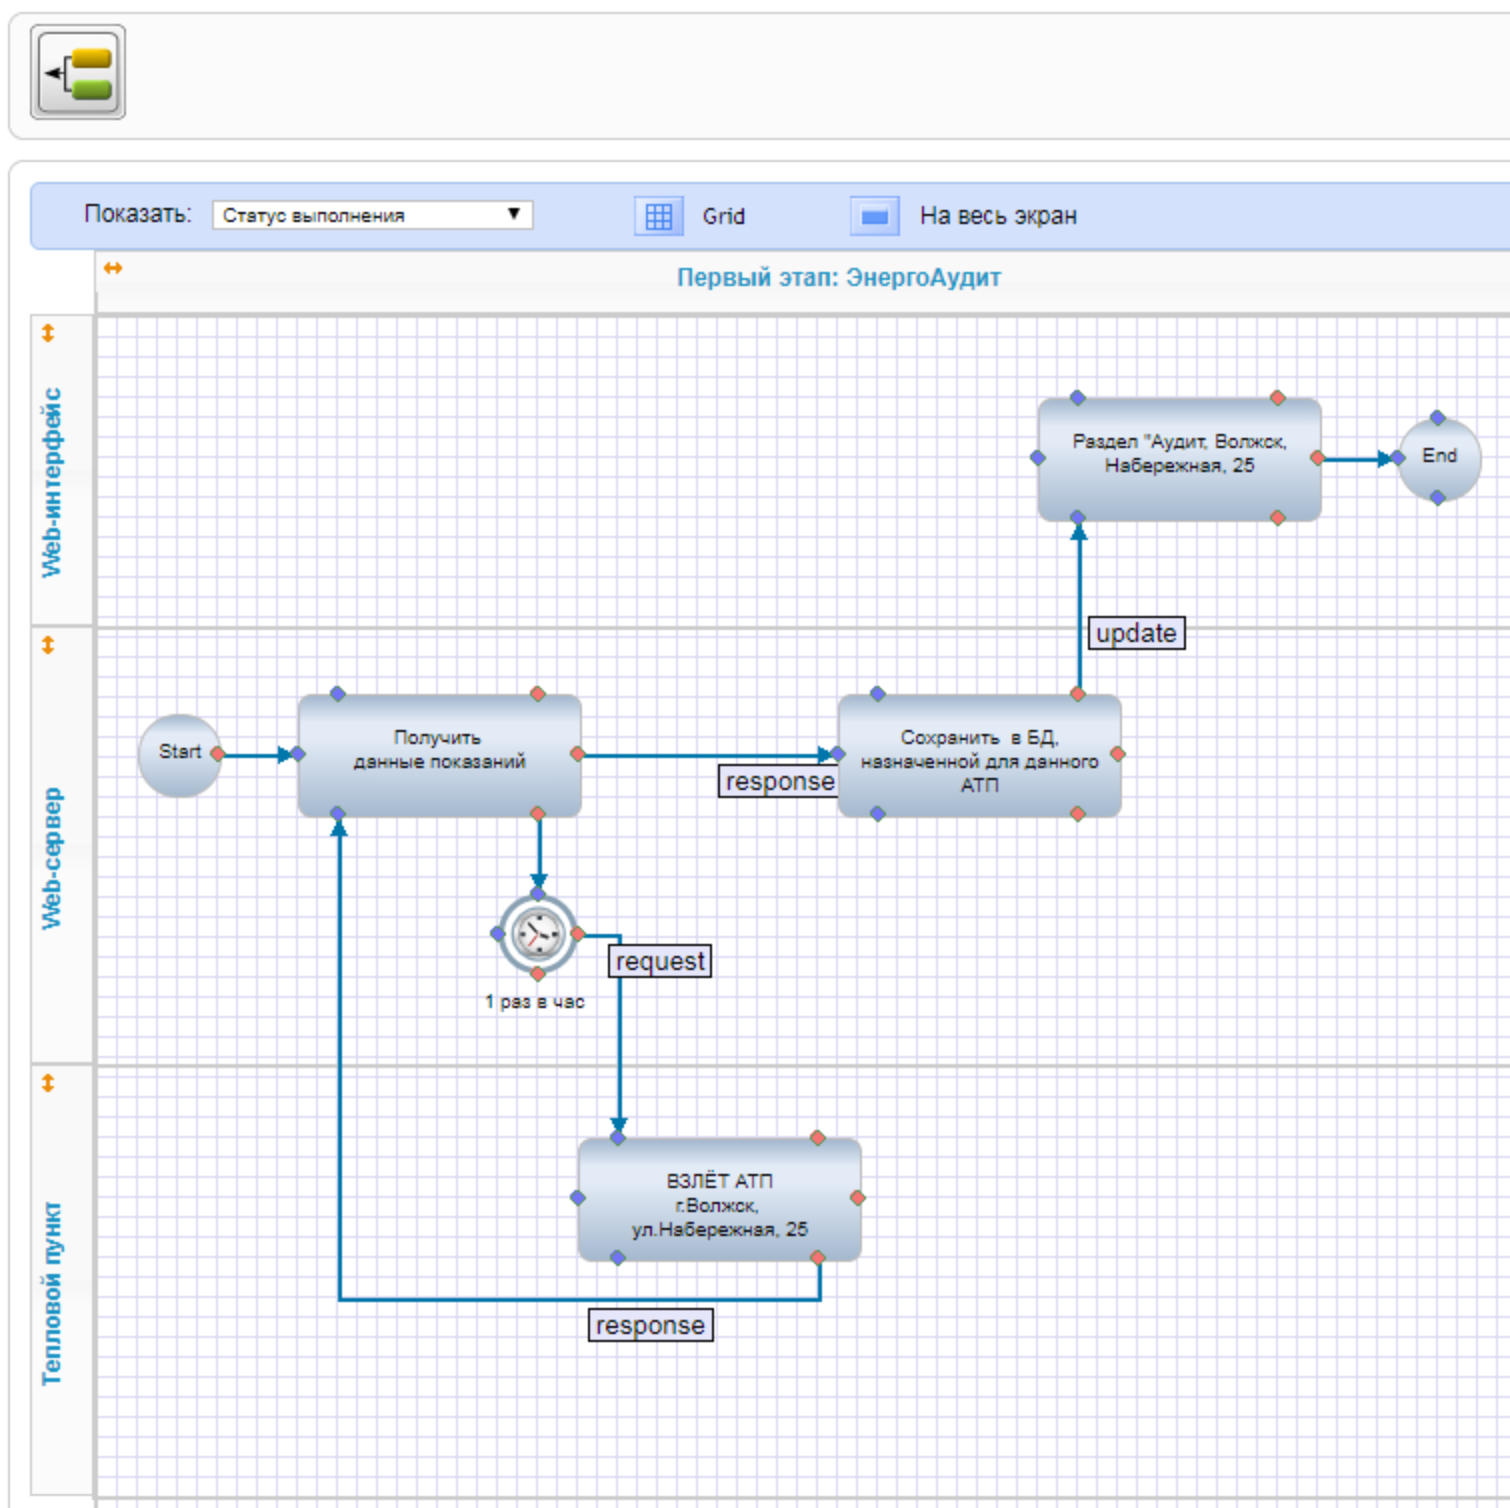 Показать: Статус выполнения Grid На весь экран
Первый этап: ЭнергоАудит
Web-интерфейс
Раздел "Аудит, Волжск,
Набережная, 25
End
update
Web-сервер
Start
Получить
данные показаний
response
Сохранить в БД,
назначенной для данного
АТП
request
1 раз в час
Тепловой пункт
ВЗЛЁТ АТП
г.Волжск,
ул.Набережная, 25
response